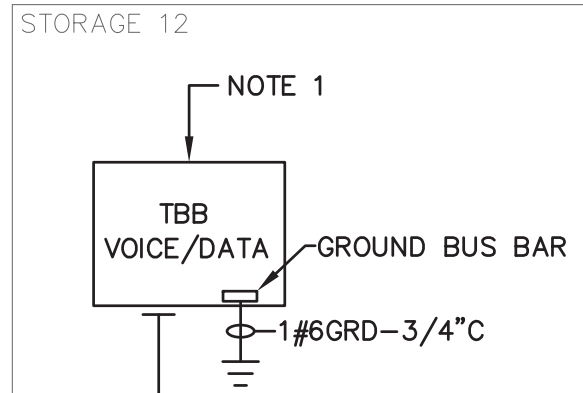 STORAGE 12
NOTE 1
TBB
VOICE/DATA
GROUND BUS BAR
1#6GRD-3/4"C